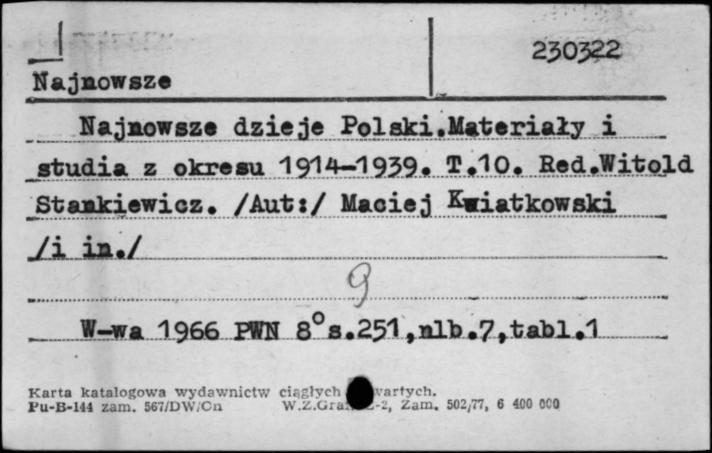 230322
Najnowsze
Najnowsze dzieje Polski.Materiały i
studia z okresu 1914-1939. T.10. Red.Witold
Stankiewicz. /Aut:/ Maciej Kwiatkowski
/i in./
9
W-wa 1966 PWN 8° s.251,nlb.7,tabl.1
Karta katalogowa wydawnictw ciągłych
Pu-B-144 zam. 567/DW/Cn W.Z.Graf. Z-2, Zam. 502/77, 6 400 000